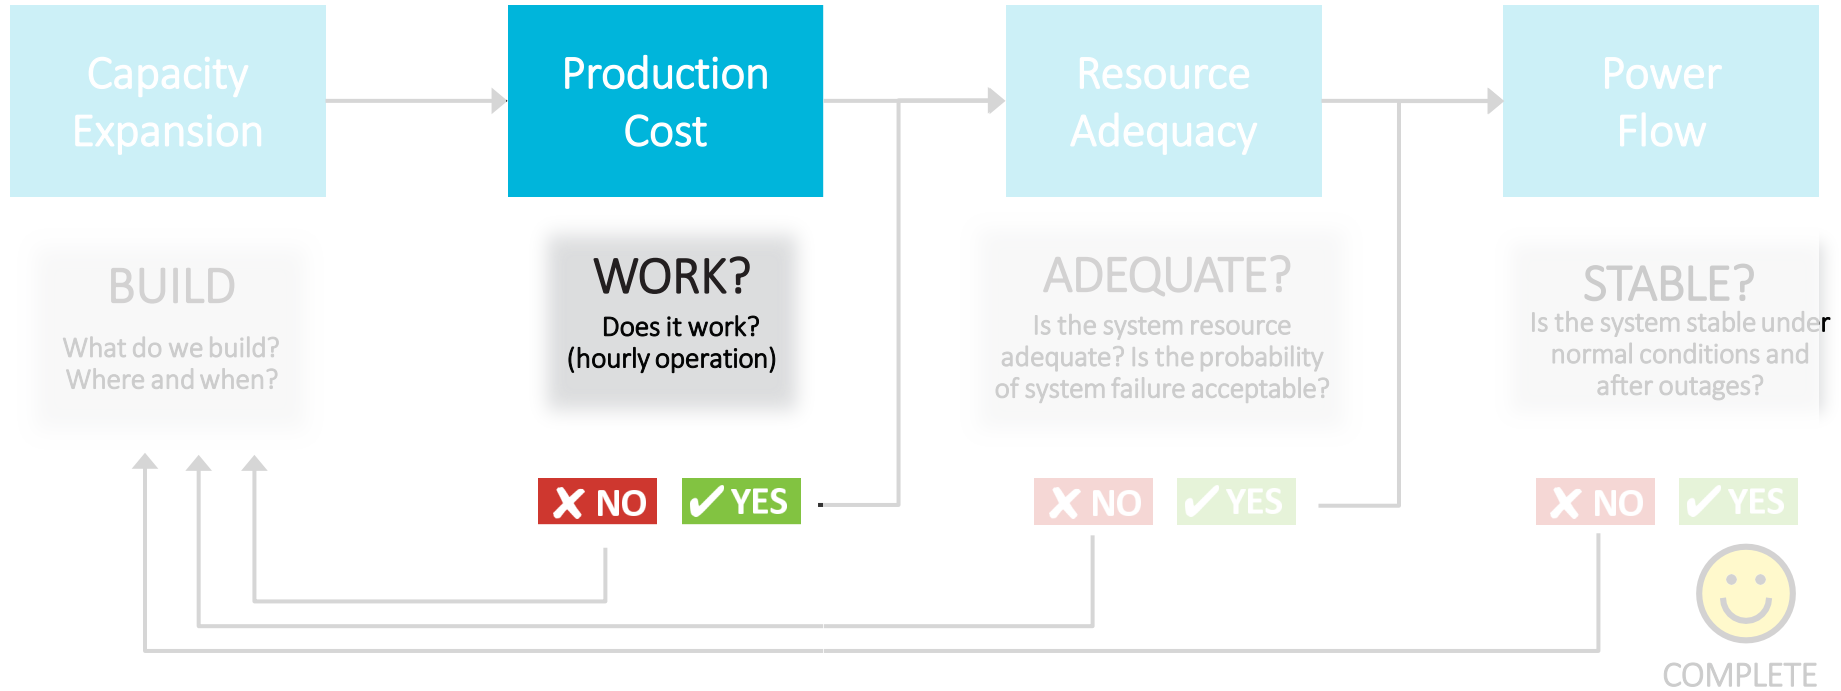 Capacity
Expansion
Production
Cost
Resource
Adequacy
Power
Flow
BUILD
What do we build?
Where and when?
WORK?
Does it work?
(hourly operation)
ADEQUATE?
Is the system resource
adequate? Is the probability
of system failure acceptable?
STABLE?
Is the system stable under
normal conditions and
after outages?
✘ NO
✔ YES
✘ NO
✔ YES
✘ NO
✔ YES
COMPLETE